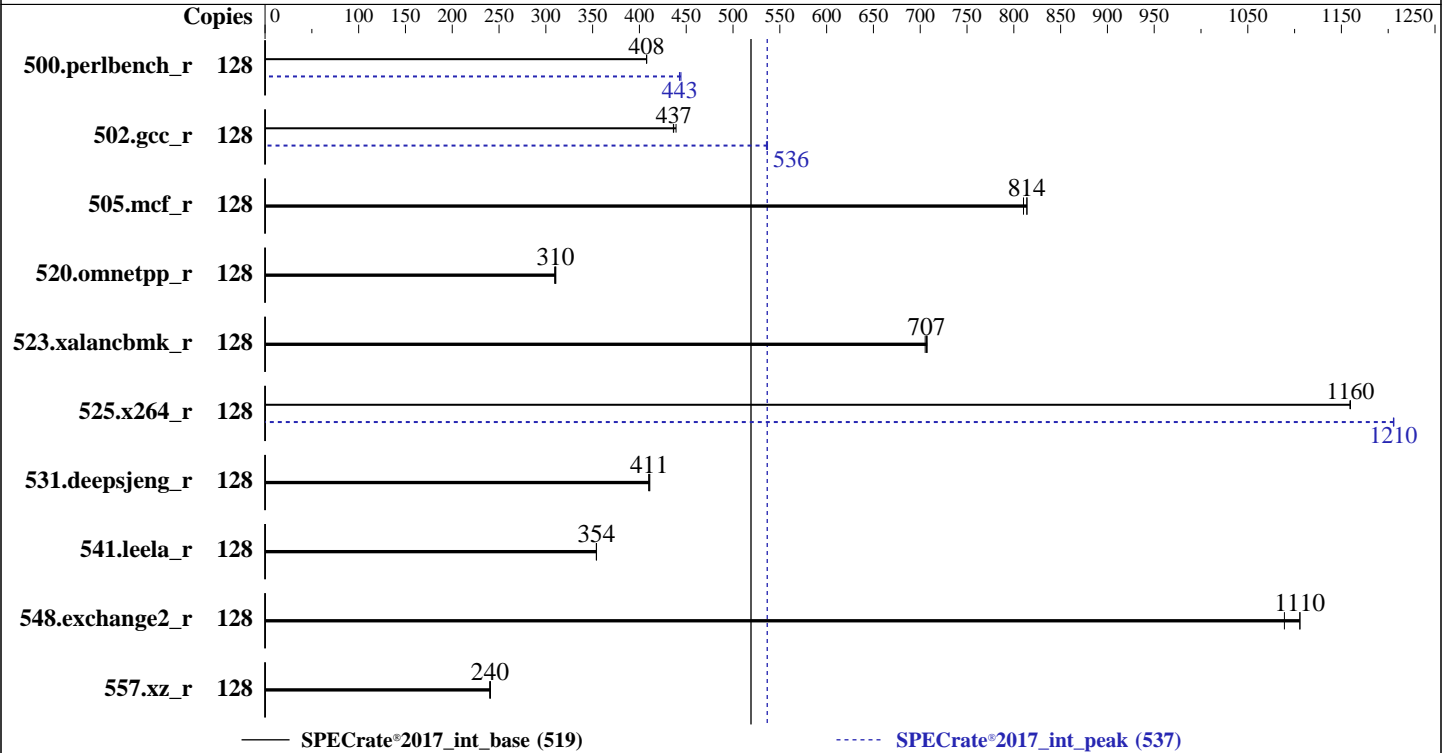 Copies 0 100 150 200 250 300 350 400 450 500 550 600 650 700 750 800 850 900 950 1050 1150 1250
500.perlbench_r 128 408
443
502.gcc_r 128 437
536
505.mcf_r 128 814
520.omnetpp_r 128 310
523.xalancbmk_r 128 707
525.x264_r 128 1160
1210
531.deepsjeng_r 128 411
541.leela_r 128 354
548.exchange2_r 128 1110
557.xz_r 128 240
SPECrate®2017_int_base (519) SPECrate®2017_int_peak (537)